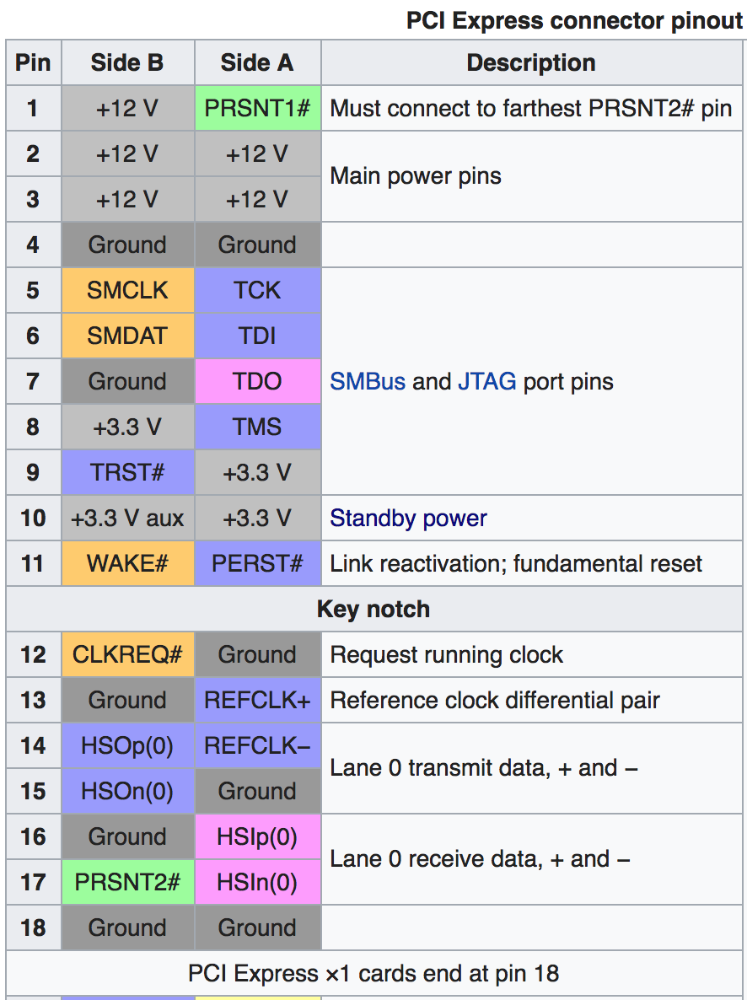 PCI Express connector pinout
Pin Side B Side A Description
1 +12 V PRSNT1# Must connect to farthest PRSNT2# pin
2 +12 V +12 V Main power pins
3 +12 V +12 V
4 Ground Ground
5 SMCLK TCK SMBus and JTAG port pins
6 SMDAT TDI
7 Ground TDO
8 +3.3 V TMS
9 TRST# +3.3 V
10 +3.3 V aux +3.3 V Standby power
11 WAKE# PERST# Link reactivation; fundamental reset
Key notch
12 CLKREQ# Ground Request running clock
13 Ground REFCLK+ Reference clock differential pair
14 HSOp(0) REFCLK− Lane 0 transmit data, + and −
15 HSOn(0) Ground
16 Ground HSIp(0) Lane 0 receive data, + and −
17 PRSNT2# HSIn(0)
18 Ground Ground
PCI Express ×1 cards end at pin 18